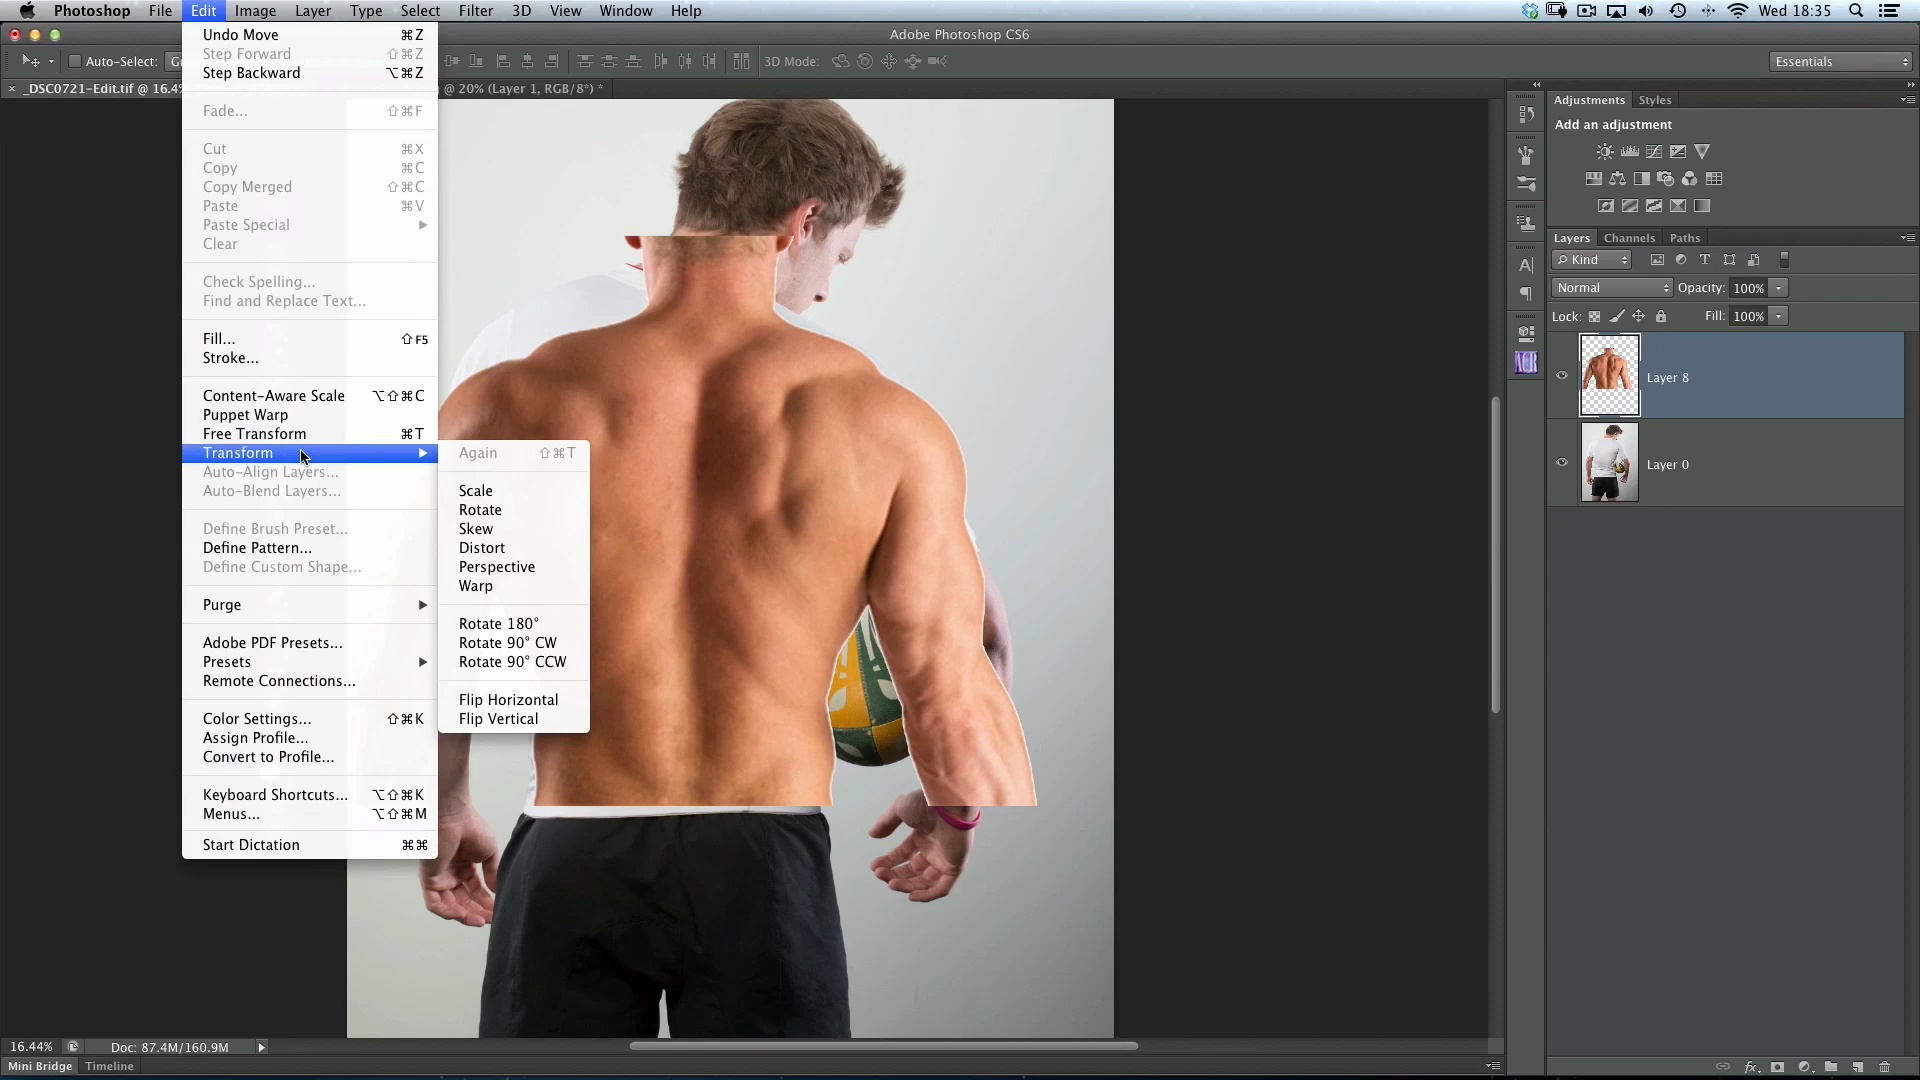 Photoshop File Edit Image Layer Type Select Filter 3D View Window Help Wed 18:35
Adobe Photoshop CS6
Auto-Select: 3D Mode: Essentials
_DSC0721-Edit.tif @ 16.4% @ 20% (Layer 1, RGB/8*) *
Undo Move ⌘Z
Step Forward ⇧⌘Z
Step Backward ⌥⌘Z
Fade... ⇧⌘F
Cut ⌘X
Copy ⌘C
Copy Merged ⇧⌘C
Paste ⌘V
Paste Special
Clear
Check Spelling...
Find and Replace Text...
Fill... ⇧F5
Stroke...
Content-Aware Scale ⌥⇧⌘C
Puppet Warp
Free Transform ⌘T
Transform
Auto-Align Layers...
Auto-Blend Layers...
Define Brush Preset...
Define Pattern...
Define Custom Shape...
Purge
Adobe PDF Presets...
Presets
Remote Connections...
Color Settings... ⇧⌘K
Assign Profile...
Convert to Profile...
Keyboard Shortcuts... ⌥⇧⌘K
Menus... ⌥⇧⌘M
Start Dictation ⌘⌘
Again ⇧⌘T
Scale
Rotate
Skew
Distort
Perspective
Warp
Rotate 180°
Rotate 90° CW
Rotate 90° CCW
Flip Horizontal
Flip Vertical
Adjustments Styles
Add an adjustment
Layers Channels Paths
Kind
Normal Opacity: 100%
Lock: Fill: 100%
Layer 8
Layer 0
16.44% Doc: 87.4M/160.9M
Mini Bridge Timeline